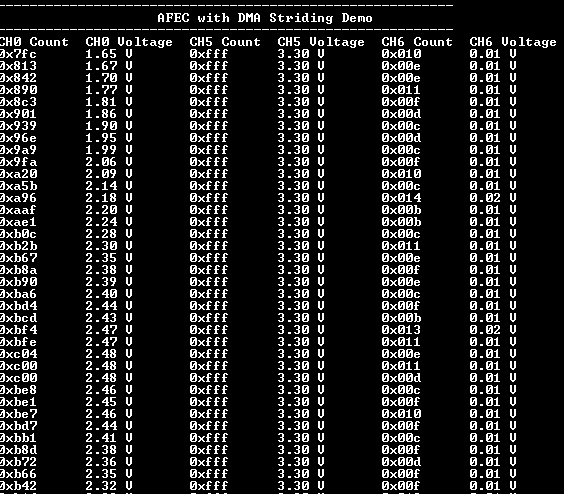 AFEC with DMA Striding Demo
CH0 Count CH0 Voltage CH5 Count CH5 Voltage CH6 Count CH6 Voltage
0x7fc 1.65 V 0xfff 3.30 V 0x010 0.01 V
0x813 1.67 V 0xfff 3.30 V 0x00e 0.01 V
0x842 1.70 V 0xfff 3.30 V 0x00e 0.01 V
0x890 1.77 V 0xfff 3.30 V 0x011 0.01 V
0x8c3 1.81 V 0xfff 3.30 V 0x00f 0.01 V
0x901 1.86 V 0xfff 3.30 V 0x00d 0.01 V
0x939 1.90 V 0xfff 3.30 V 0x00c 0.01 V
0x96e 1.95 V 0xfff 3.30 V 0x00d 0.01 V
0x9a9 1.99 V 0xfff 3.30 V 0x00c 0.01 V
0x9fa 2.06 V 0xfff 3.30 V 0x00f 0.01 V
0xa20 2.09 V 0xfff 3.30 V 0x010 0.01 V
0xa5b 2.14 V 0xfff 3.30 V 0x00c 0.01 V
0xa96 2.18 V 0xfff 3.30 V 0x014 0.02 V
0xaaf 2.20 V 0xfff 3.30 V 0x00b 0.01 V
0xae1 2.24 V 0xfff 3.30 V 0x00b 0.01 V
0xb0c 2.28 V 0xfff 3.30 V 0x00c 0.01 V
0xb2b 2.30 V 0xfff 3.30 V 0x011 0.01 V
0xb67 2.35 V 0xfff 3.30 V 0x00e 0.01 V
0xb8a 2.38 V 0xfff 3.30 V 0x00f 0.01 V
0xb90 2.39 V 0xfff 3.30 V 0x00e 0.01 V
0xba6 2.40 V 0xfff 3.30 V 0x00c 0.01 V
0xbd4 2.44 V 0xfff 3.30 V 0x00f 0.01 V
0xbcd 2.43 V 0xfff 3.30 V 0x00b 0.01 V
0xbf4 2.47 V 0xfff 3.30 V 0x013 0.02 V
0xbfe 2.47 V 0xfff 3.30 V 0x011 0.01 V
0xc04 2.48 V 0xfff 3.30 V 0x00e 0.01 V
0xc00 2.48 V 0xfff 3.30 V 0x011 0.01 V
0xc00 2.48 V 0xfff 3.30 V 0x00d 0.01 V
0xbe8 2.46 V 0xfff 3.30 V 0x00c 0.01 V
0xbe1 2.45 V 0xfff 3.30 V 0x00f 0.01 V
0xbe7 2.46 V 0xfff 3.30 V 0x010 0.01 V
0xbd7 2.44 V 0xfff 3.30 V 0x00f 0.01 V
0xbb1 2.41 V 0xfff 3.30 V 0x00c 0.01 V
0xb8d 2.38 V 0xfff 3.30 V 0x00f 0.01 V
0xb72 2.36 V 0xfff 3.30 V 0x00d 0.01 V
0xb66 2.35 V 0xfff 3.30 V 0x00f 0.01 V
0xb42 2.32 V 0xfff 3.30 V 0x00f 0.01 V